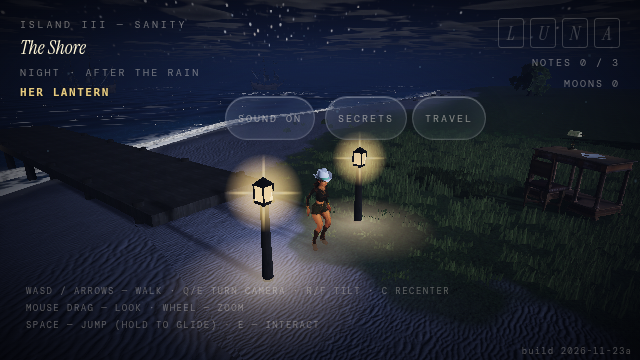 ISLAND III — SANITY
The Shore
NIGHT · AFTER THE RAIN
HER LANTERN
LUNA
NOTES 0 / 3
MOONS 0
SOUND ON
SECRETS
TRAVEL
WASD / ARROWS — WALK · Q/E TURN CAMERA · R/F TILT · C RECENTER
MOUSE DRAG — LOOK · WHEEL — ZOOM
SPACE — JUMP (HOLD TO GLIDE) · E — INTERACT
build 2026-11-23a